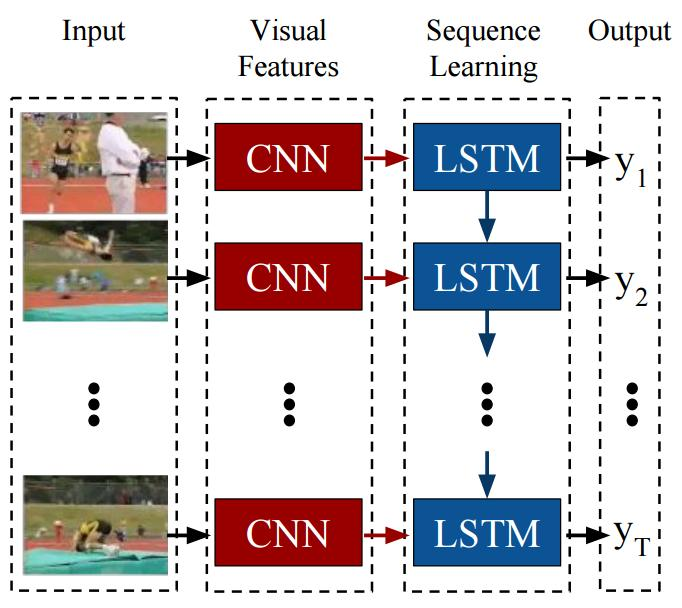 Input
Visual
Features
Sequence
Learning
Output
CNN
LSTM
y1
CNN
LSTM
y2
CNN
LSTM
yT